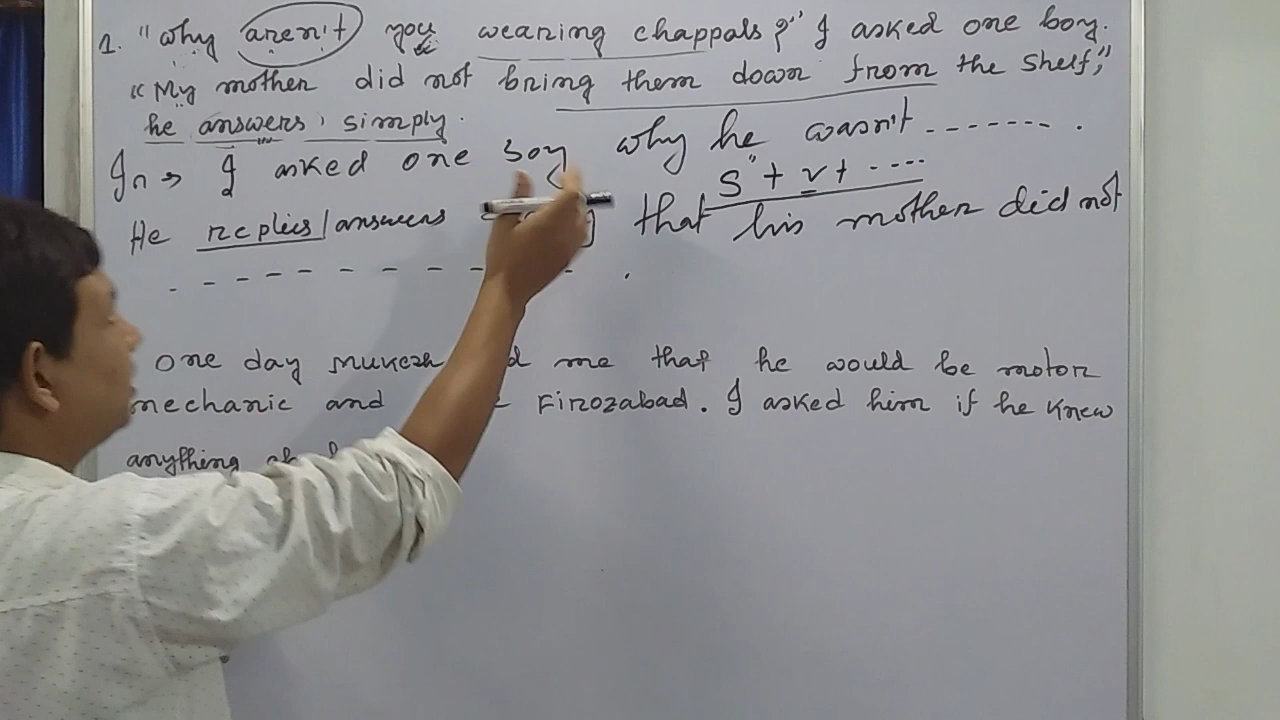 1. "why aren't you wearing chappals ?" I asked one boy.
"My mother did not bring them down from the shelf,"
he answers, simply.
In → I asked one boy why he wasn't ------- .
S + v + ....
He replies/answers that his mother did not
- - - - - - - - - .
one day Mukesh me that he would be motor
mechanic and Firozabad. I asked him if he knew
anything